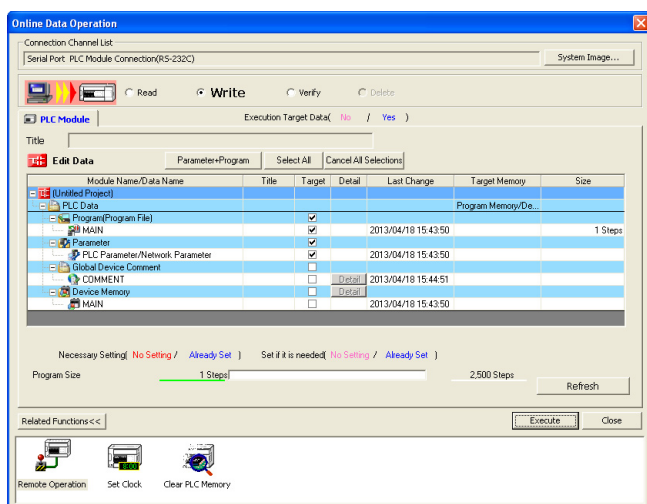 Online Data Operation
Connection Channel List
Serial Port PLC Module Connection(RS-232C)
System Image...
Read Write Verify Delete
PLC Module Execution Target Data( No / Yes )
Title
Edit Data Parameter+Program Select All Cancel All Selections
Module Name/Data Name Title Target Detail Last Change Target Memory Size
(Untitled Project)
PLC Data Program Memory/De...
Program(Program File)
MAIN 2013/04/18 15:43:50 1 Steps
Parameter
PLC Parameter/Network Parameter 2013/04/18 15:43:50
Global Device Comment
COMMENT Detail 2013/04/18 15:44:51
Device Memory Detail
MAIN 2013/04/18 15:43:50
Necessary Setting( No Setting / Already Set ) Set if it is needed( No Setting / Already Set )
Program Size 1 Steps 2,500 Steps
Refresh
Related Functions<< Execute Close
Remote Operation Set Clock Clear PLC Memory